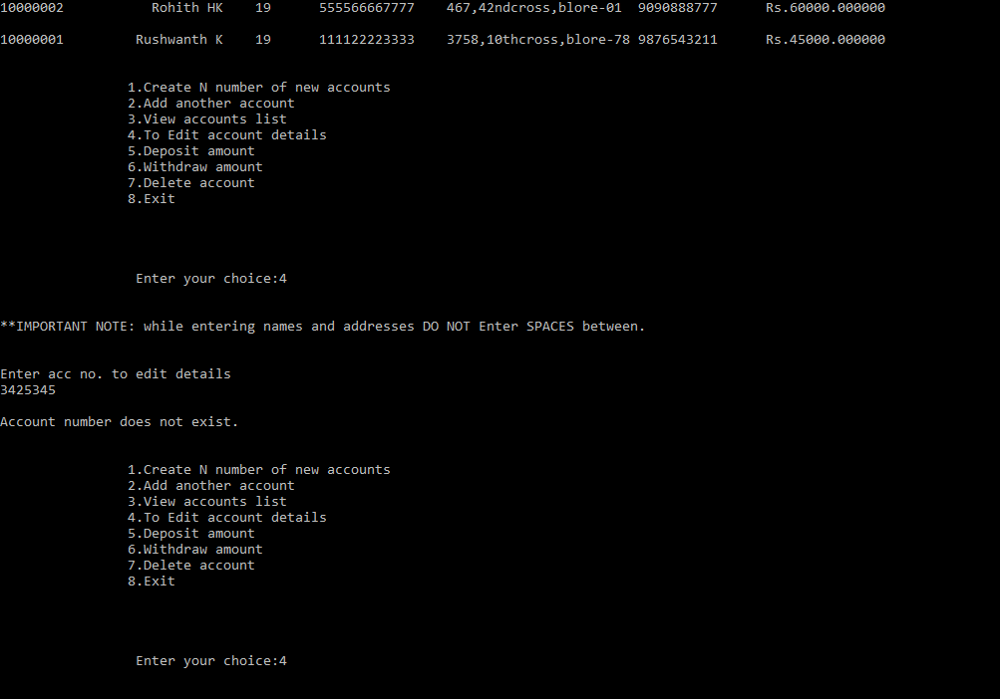 10000002 Rohith HK 19 555566667777 467,42ndcross,blore-01 9090888777 Rs.60000.000000
10000001 Rushwanth K 19 111122223333 3758,10thcross,blore-78 9876543211 Rs.45000.000000
1.Create N number of new accounts
2.Add another account
3.View accounts list
4.To Edit account details
5.Deposit amount
6.Withdraw amount
7.Delete account
8.Exit
Enter your choice:4
**IMPORTANT NOTE: while entering names and addresses DO NOT Enter SPACES between.
Enter acc no. to edit details
3425345
Account number does not exist.
1.Create N number of new accounts
2.Add another account
3.View accounts list
4.To Edit account details
5.Deposit amount
6.Withdraw amount
7.Delete account
8.Exit
Enter your choice:4